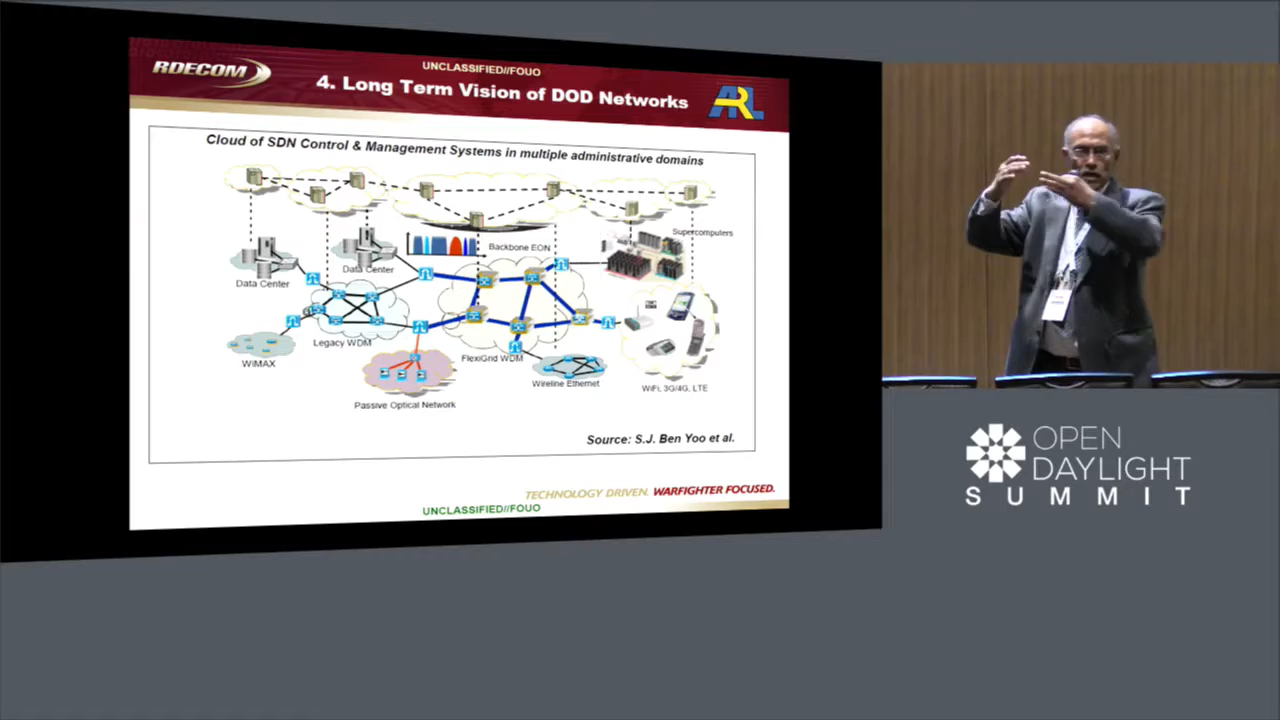 RDECOM
UNCLASSIFIED//FOUO
4. Long Term Vision of DOD Networks
ARL
Cloud of SDN Control & Management Systems in multiple administrative domains
Supercomputers
Backbone EON
Data Center
Data Center
Legacy WDM
FlexiGrid WDM
WiMAX
Wireline Ethernet
WiFi, 3G/4G, LTE
Passive Optical Network
Source: S.J. Ben Yoo et al.
TECHNOLOGY DRIVEN. WARFIGHTER FOCUSED.
UNCLASSIFIED//FOUO
OPEN
DAYLIGHT
SUMMIT